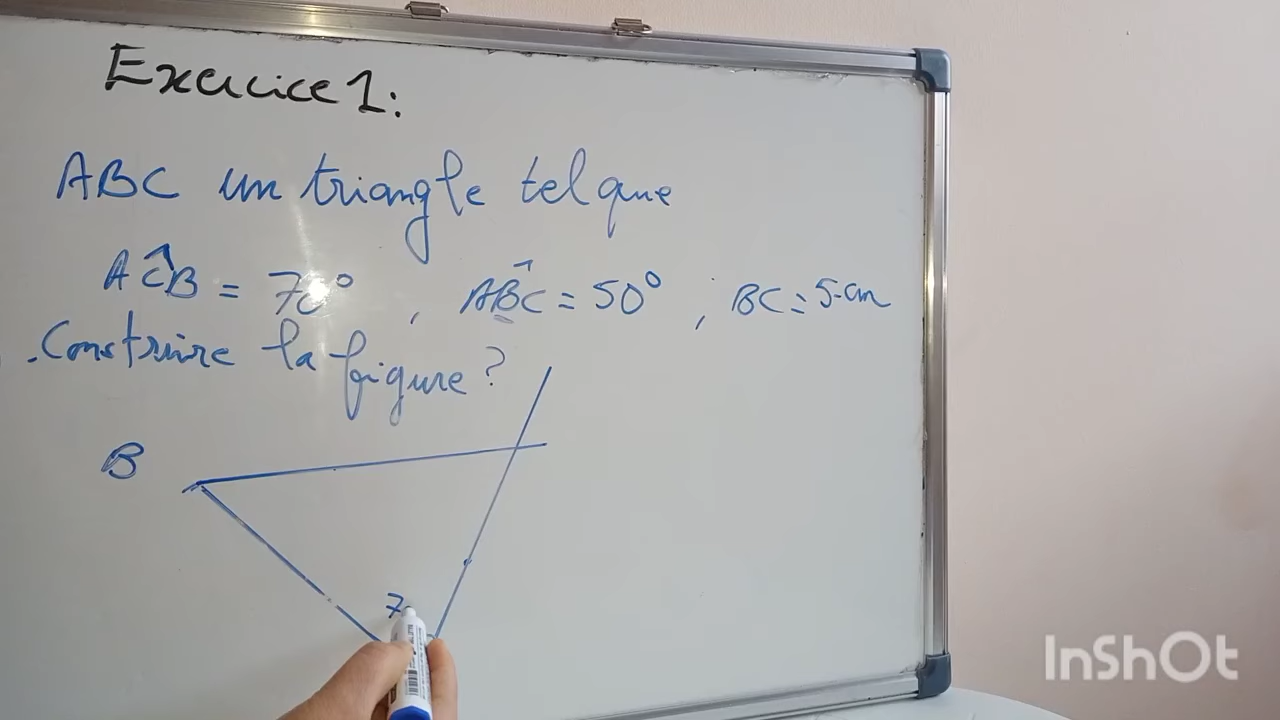 Exercice 1:
ABC un triangle tel que
AĈB = 70° , AB̂C = 50° ; BC = 5 cm
. Construire la figure ?
B
7
InShOt